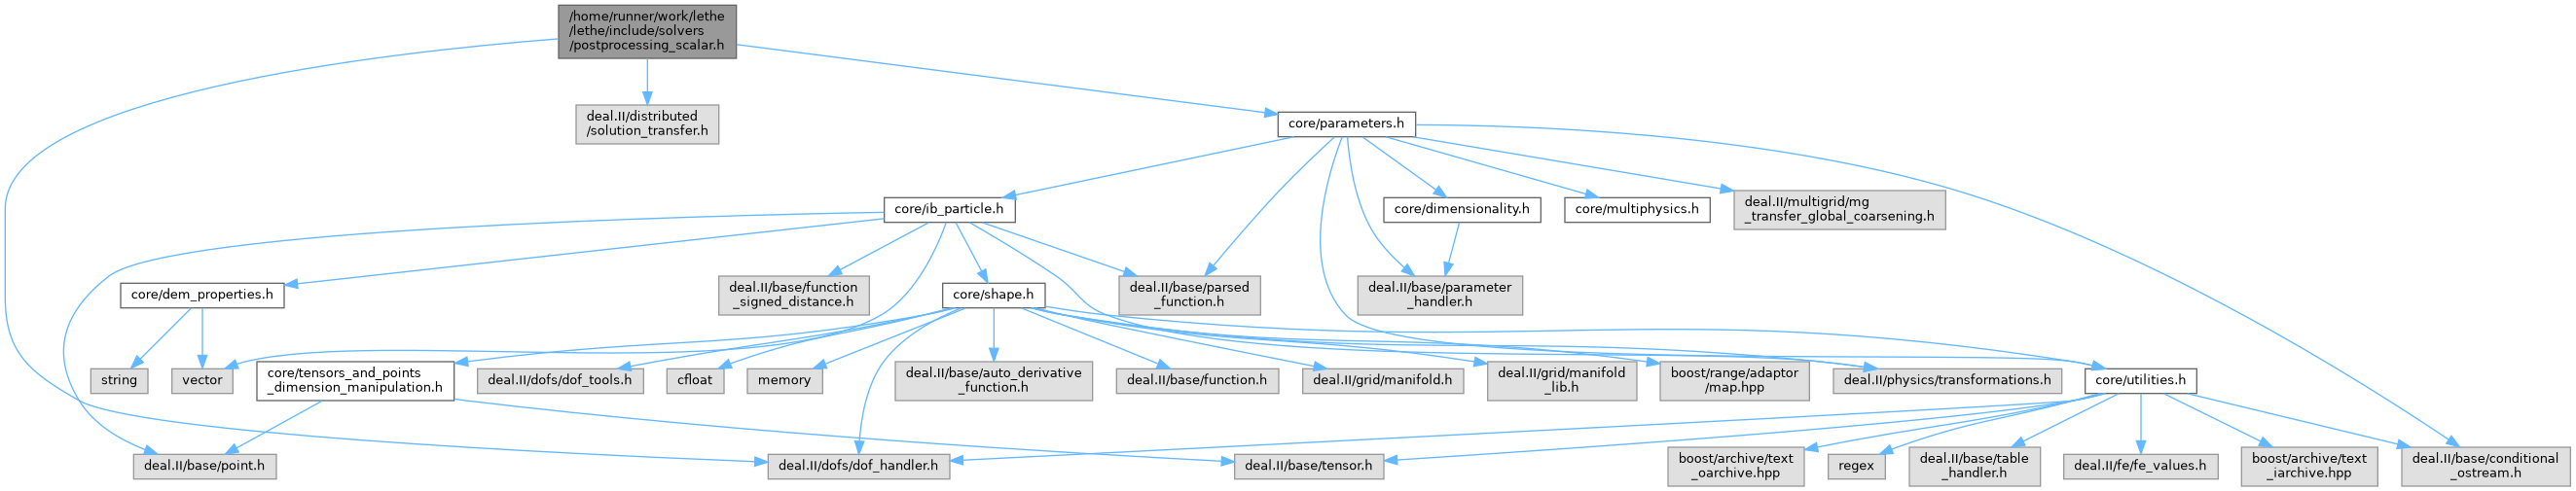 /home/runner/work/lethe
/lethe/include/solvers
/postprocessing_scalar.h
deal.II/distributed
/solution_transfer.h
core/parameters.h
core/ib_particle.h
core/dimensionality.h
core/multiphysics.h
deal.II/multigrid/mg
_transfer_global_coarsening.h
core/dem_properties.h
deal.II/base/function
_signed_distance.h
core/shape.h
deal.II/base/parsed
_function.h
deal.II/base/parameter
_handler.h
string
vector
core/tensors_and_points
_dimension_manipulation.h
deal.II/dofs/dof_tools.h
cfloat
memory
deal.II/base/auto_derivative
_function.h
deal.II/base/function.h
deal.II/grid/manifold.h
deal.II/grid/manifold
_lib.h
boost/range/adaptor
/map.hpp
deal.II/physics/transformations.h
core/utilities.h
deal.II/base/point.h
deal.II/dofs/dof_handler.h
deal.II/base/tensor.h
boost/archive/text
_oarchive.hpp
regex
deal.II/base/table
_handler.h
deal.II/fe/fe_values.h
boost/archive/text
_iarchive.hpp
deal.II/base/conditional
_ostream.h